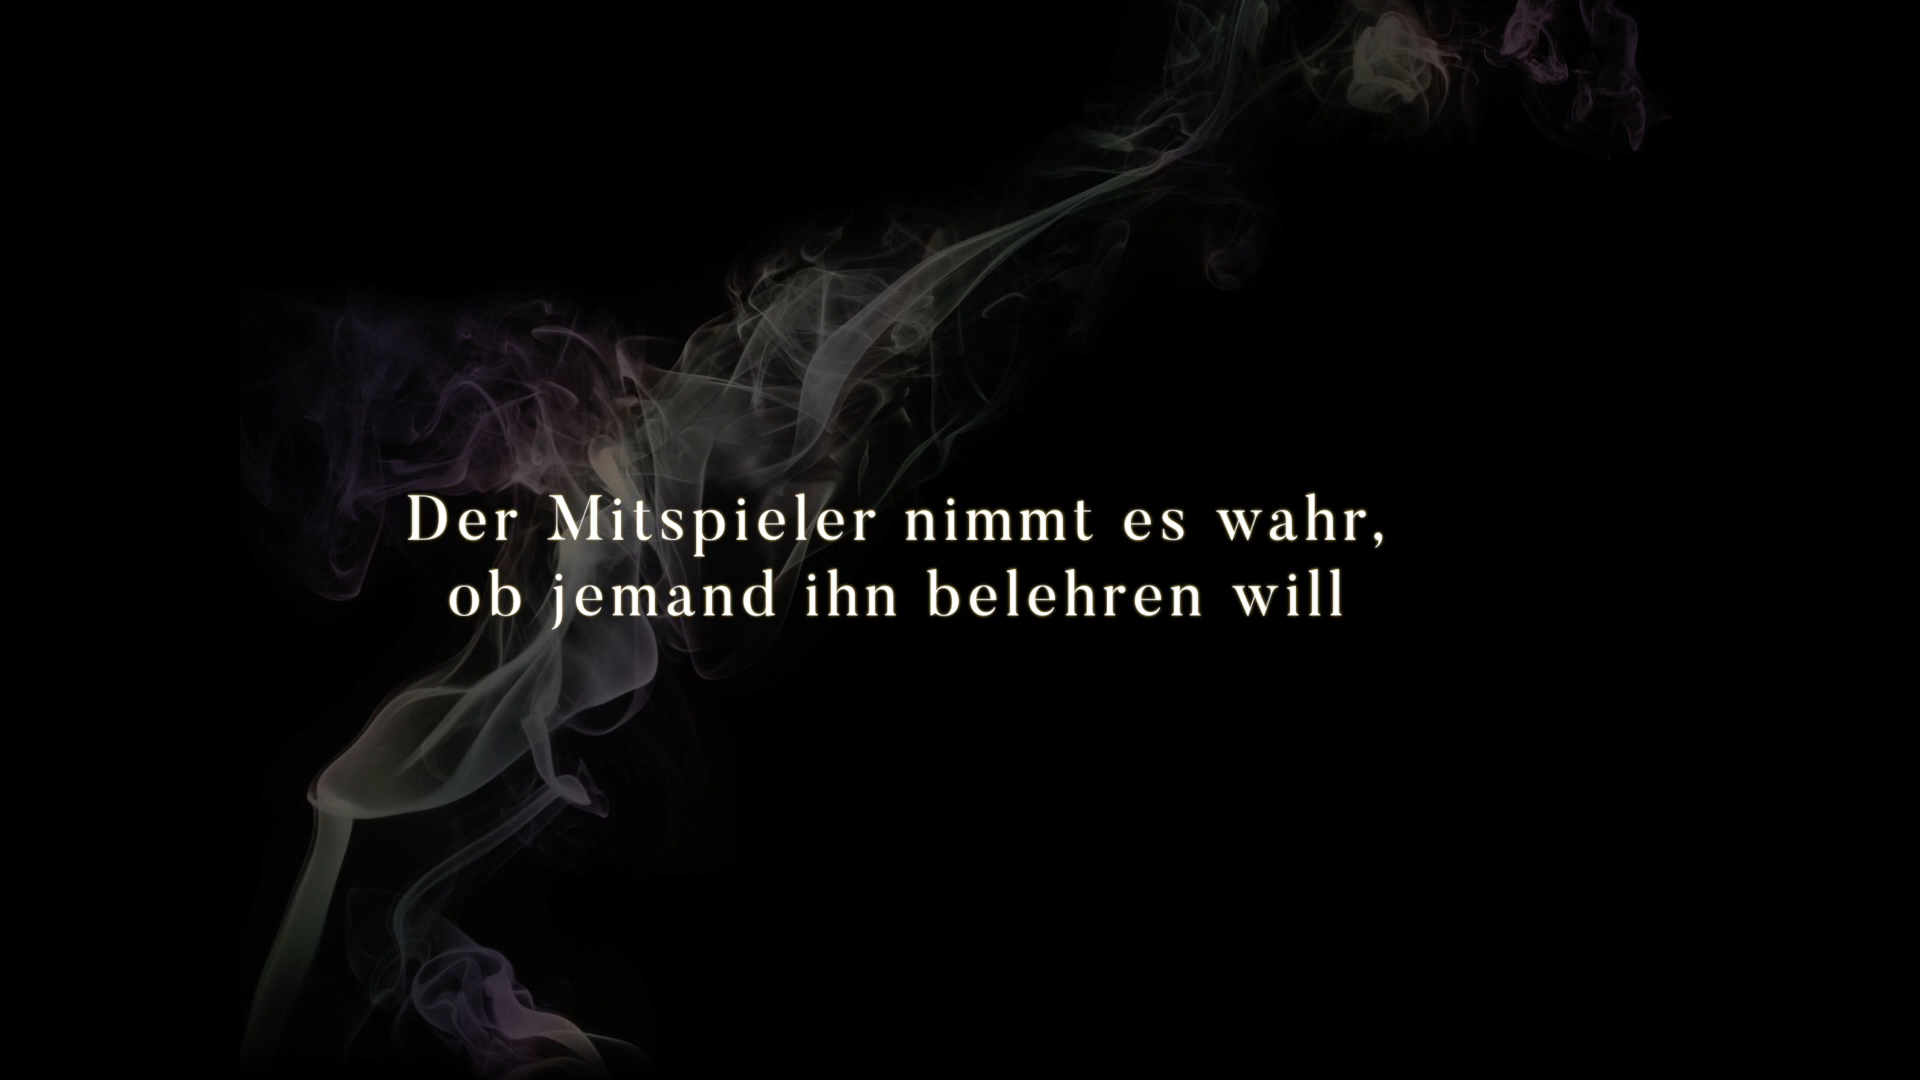 Der Mitspieler nimmt es wahr,
ob jemand ihn belehren will